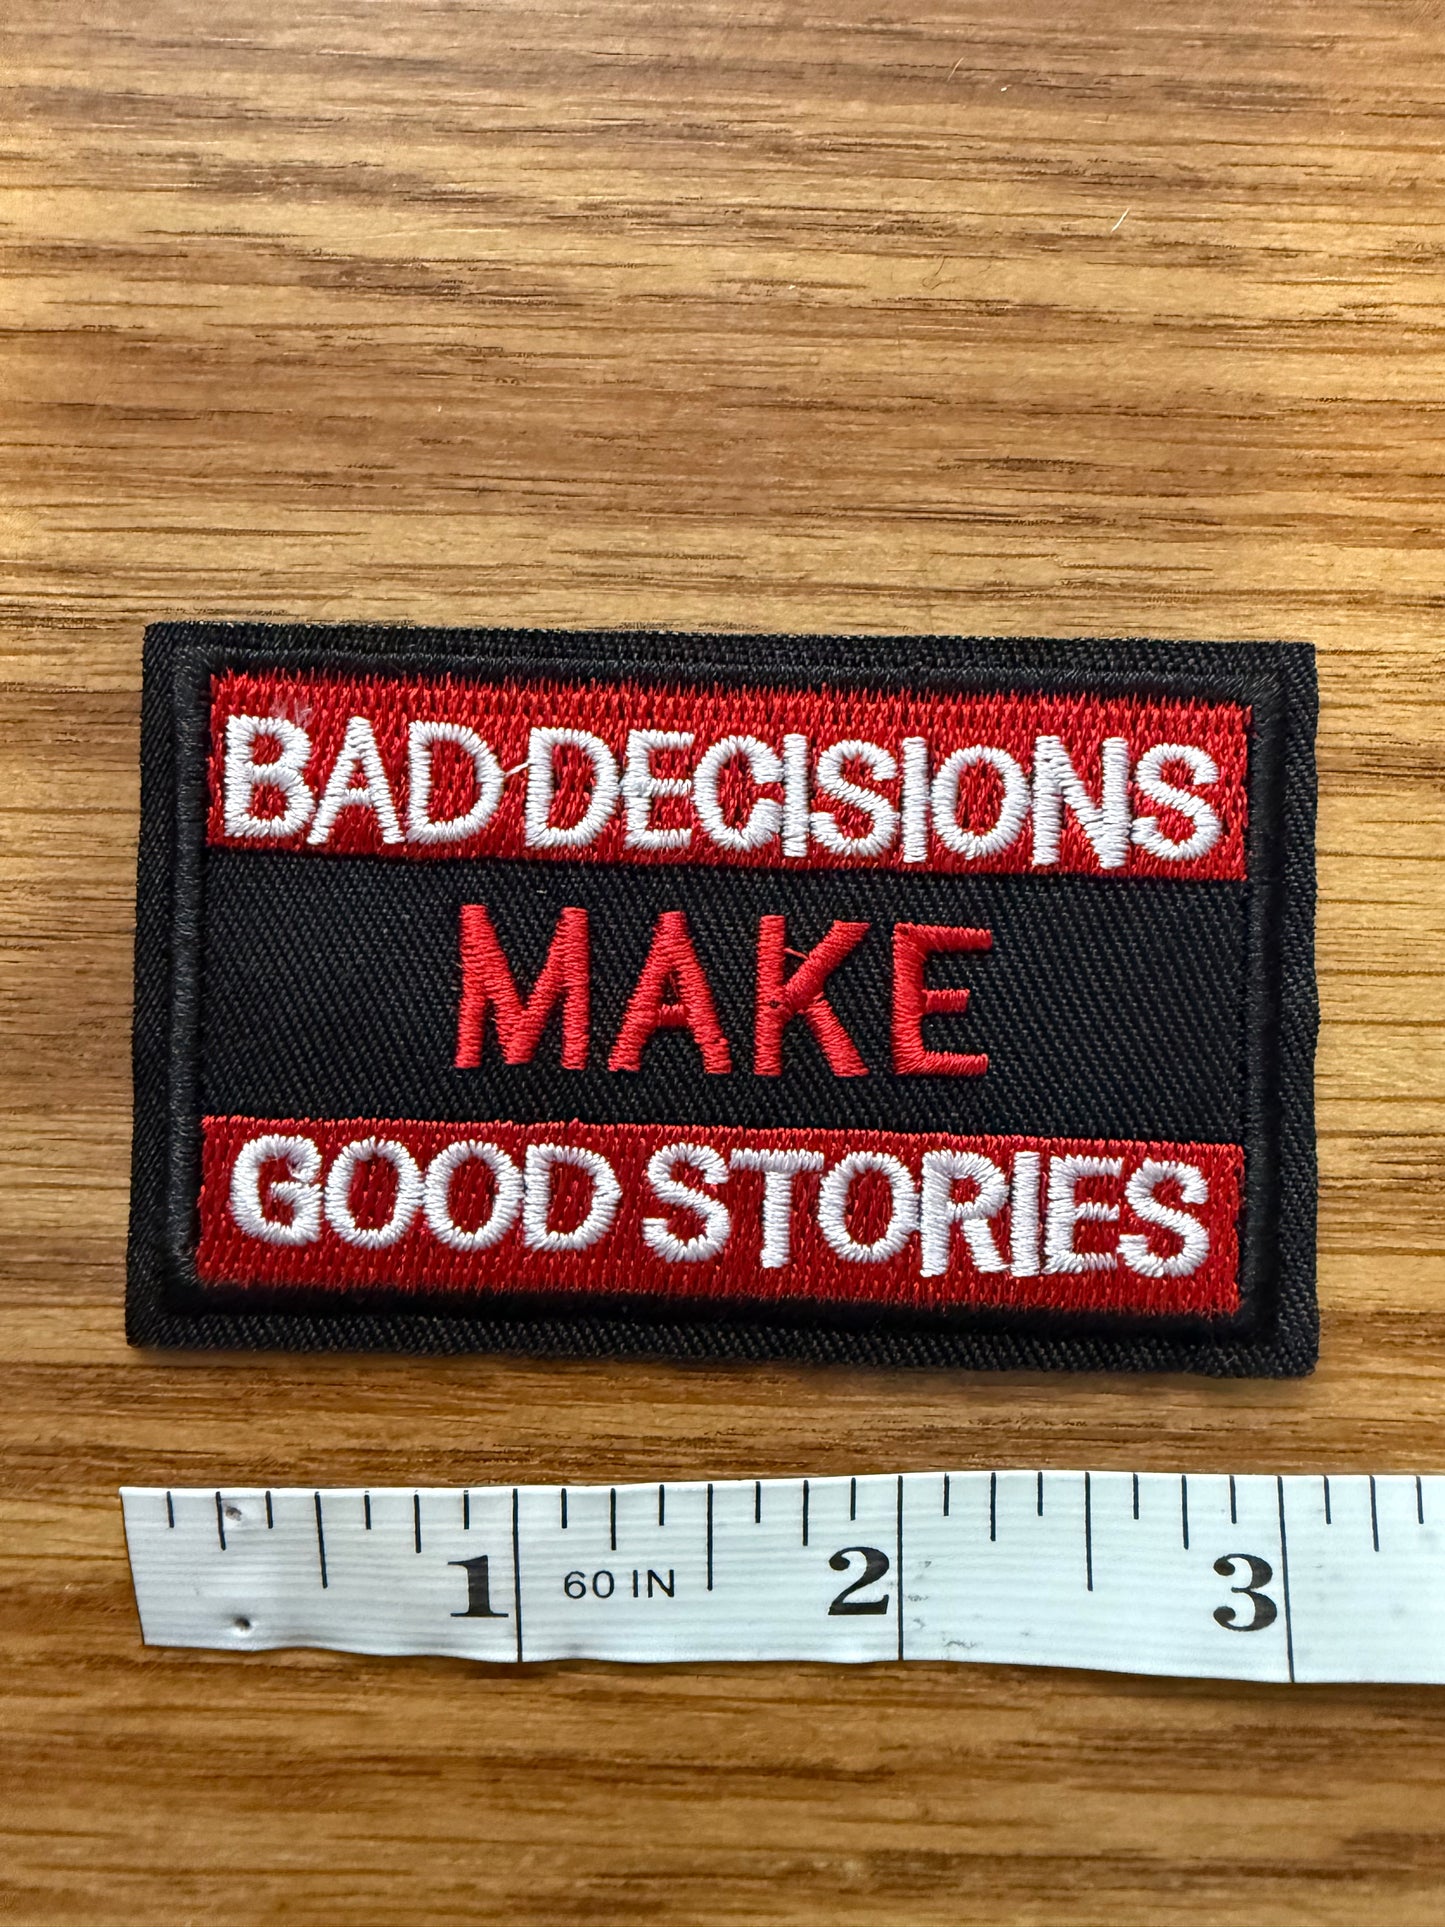 BAD DECISIONS
MAKE
GOOD STORIES
1 60 IN 2 3